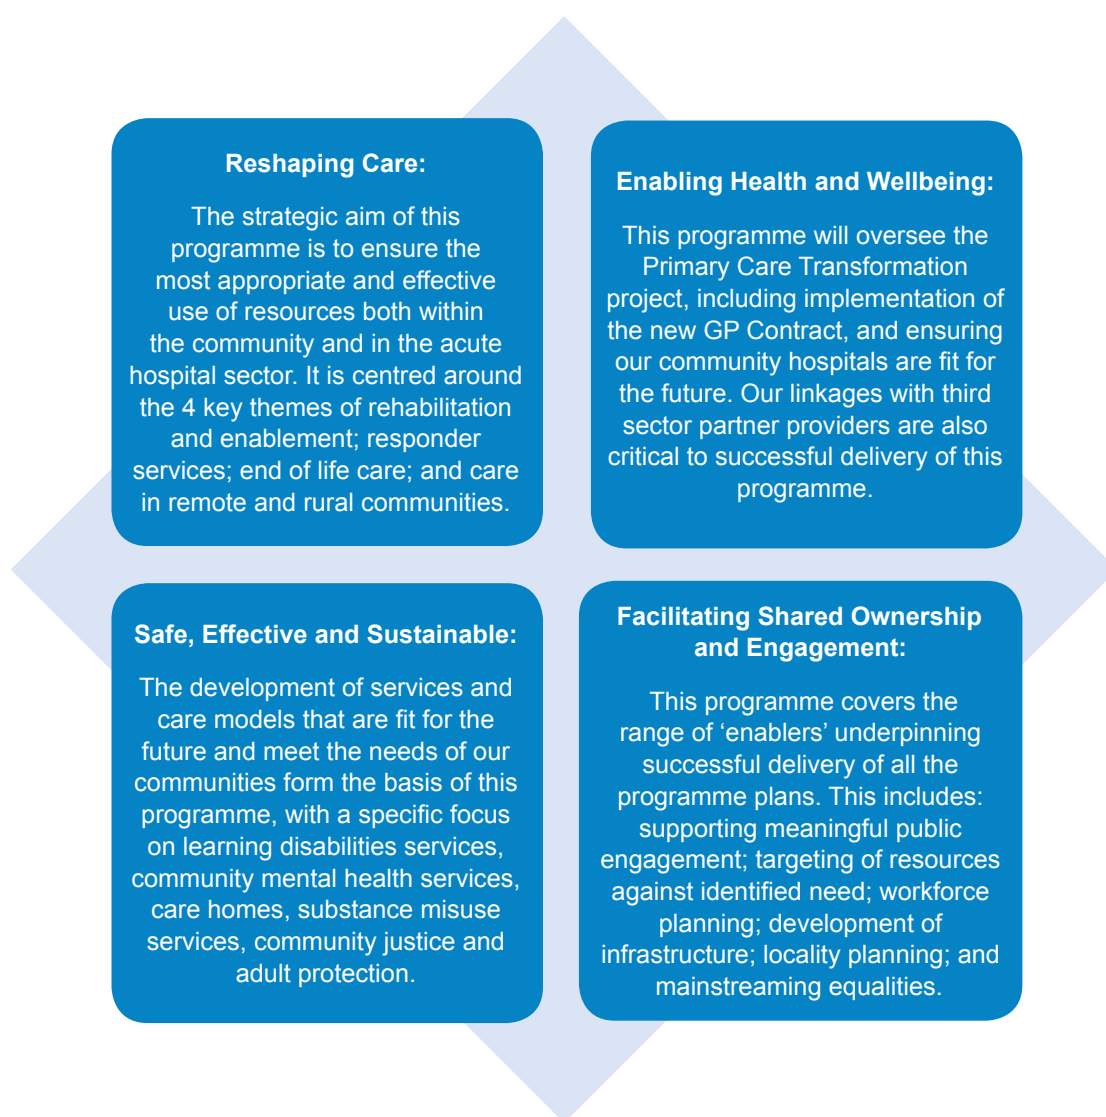 Reshaping Care:
The strategic aim of this
programme is to ensure the
most appropriate and effective
use of resources both within
the community and in the acute
hospital sector. It is centred around
the 4 key themes of rehabilitation
and enablement; responder
services; end of life care; and care
in remote and rural communities.
Enabling Health and Wellbeing:
This programme will oversee the
Primary Care Transformation
project, including implementation of
the new GP Contract, and ensuring
our community hospitals are fit for
the future. Our linkages with third
sector partner providers are also
critical to successful delivery of this
programme.
Safe, Effective and Sustainable:
The development of services and
care models that are fit for the
future and meet the needs of our
communities form the basis of this
programme, with a specific focus
on learning disabilities services,
community mental health services,
care homes, substance misuse
services, community justice and
adult protection.
Facilitating Shared Ownership
and Engagement:
This programme covers the
range of ‘enablers’ underpinning
successful delivery of all the
programme plans. This includes:
supporting meaningful public
engagement; targeting of resources
against identified need; workforce
planning; development of
infrastructure; locality planning; and
mainstreaming equalities.